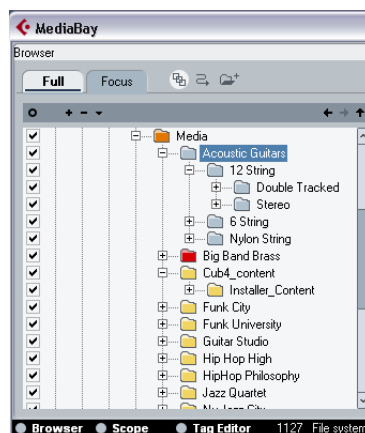 MediaBay
Browser
Full Focus
Media
Acoustic Guitars
12 String
Double Tracked
Stereo
6 String
Nylon String
Big Band Brass
Cub4_content
Installer_Content
Funk City
Funk University
Guitar Studio
Hip Hop High
HipHop Philosophy
Jazz Quartet
Browser Scope Tag Editor 1127 File system